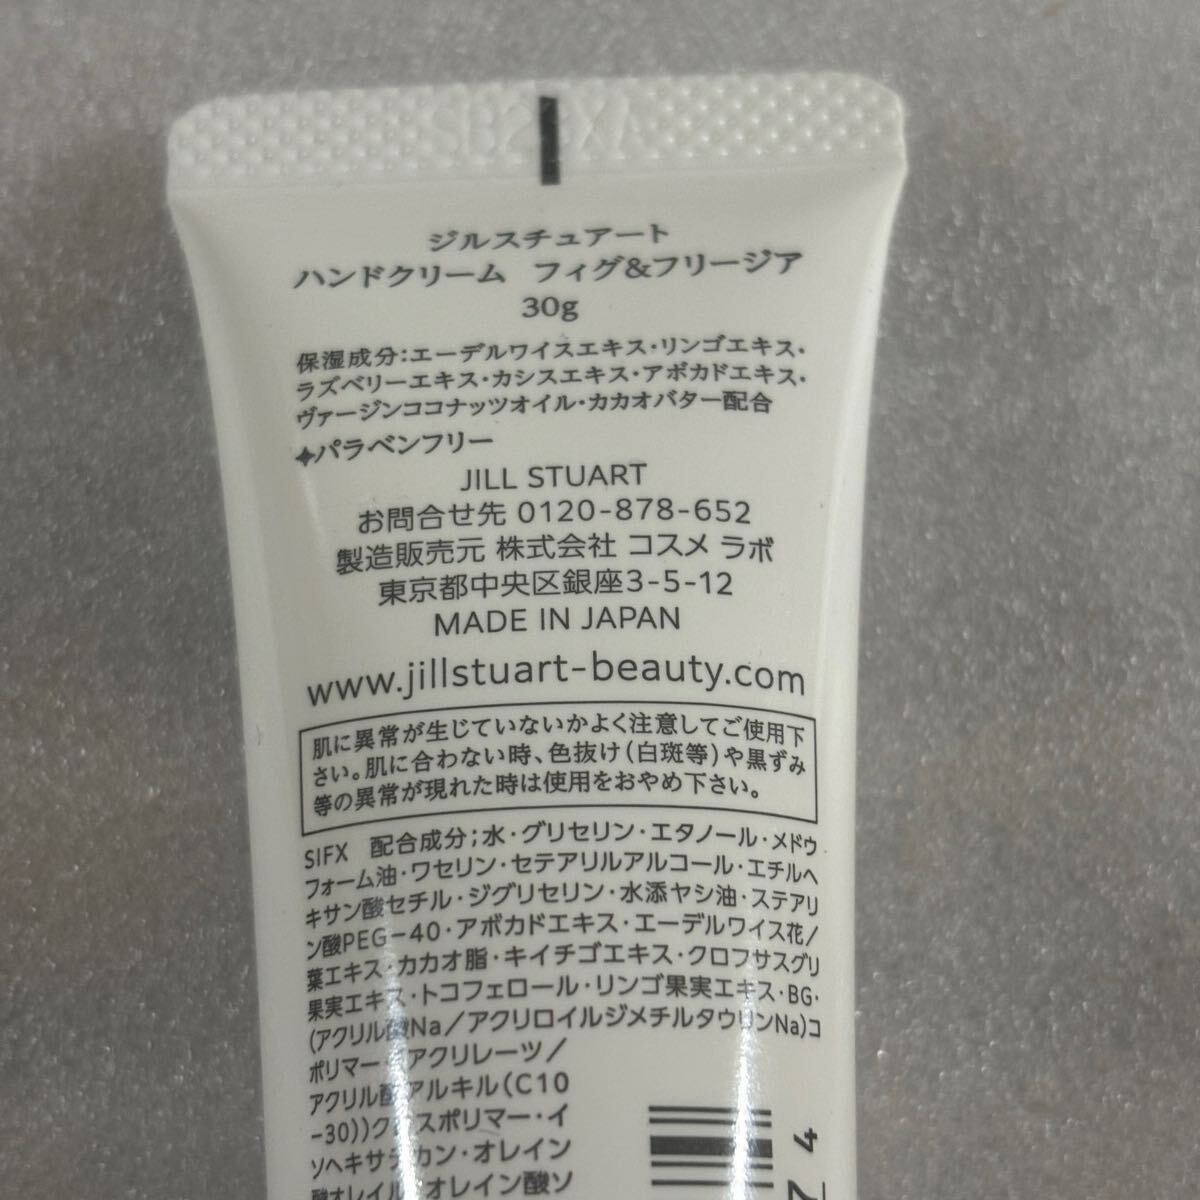 ジルスチュアート
ハンドクリーム フィグ&フリージア
30g
保湿成分:エーデルワイスエキス・リンゴエキス・
ラズベリーエキス・カシスエキス・アボカドエキス・
ヴァージンココナッツオイル・カカオバター配合
✦パラベンフリー
JILL STUART
お問合せ先 0120-878-652
製造販売元 株式会社 コスメ ラボ
東京都中央区銀座3-5-12
MADE IN JAPAN
www.jillstuart-beauty.com
肌に異常が生じていないかよく注意してご使用下
さい。肌に合わない時、色抜け(白斑等)や黒ずみ
等の異常が現れた時は使用をおやめ下さい。
SIFX 配合成分;水・グリセリン・エタノール・メドウ
フォーム油・ワセリン・セテアリルアルコール・エチルヘ
キサン酸セチル・ジグリセリン・水添ヤシ油・ステアリ
ン酸PEG-40・アボカドエキス・エーデルワイス花/
葉エキス・カカオ脂・キイチゴエキス・クロフサスグリ
果実エキス・トコフェロール・リンゴ果実エキス・BG・
(アクリル酸Na/アクリロイルジメチルタウリンNa)コ
ポリマー・(アクリレーツ/
アクリル酸アルキル(C10
-30))クロスポリマー・イ
ソヘキサデカン・オレイン
酸オレイル・オレイン酸ソ
4